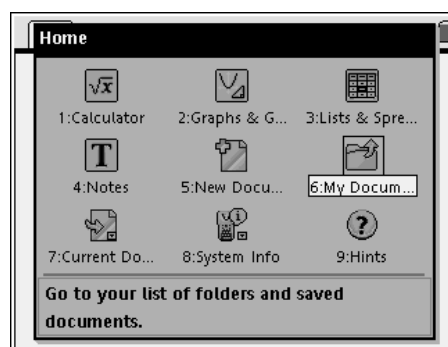 Home
√x
1:Calculator
2:Graphs & G...
3:Lists & Spre...
T
4:Notes
5:New Docu...
6:My Docum...
7:Current Do...
8:System Info
?
9:Hints
Go to your list of folders and saved
documents.